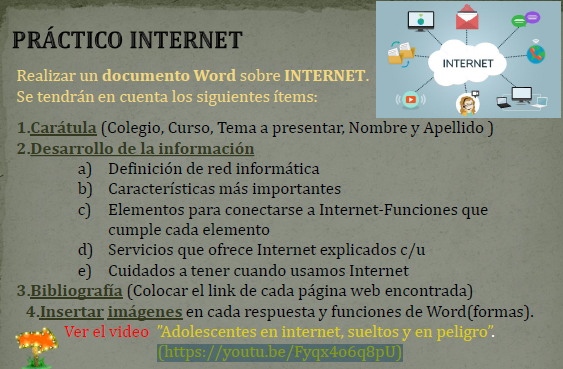 PRÁCTICO INTERNET
INTERNET
Realizar un documento Word sobre INTERNET.
Se tendrán en cuenta los siguientes ítems:
1.Carátula (Colegio, Curso, Tema a presentar, Nombre y Apellido )
2.Desarrollo de la información
a) Definición de red informática
b) Características más importantes
c) Elementos para conectarse a Internet-Funciones que
cumple cada elemento
d) Servicios que ofrece Internet explicados c/u
e) Cuidados a tener cuando usamos Internet
3.Bibliografía (Colocar el link de cada página web encontrada)
4.Insertar imágenes en cada respuesta y funciones de Word(formas).
Ver el video "Adolescentes en internet, sueltos y en peligro".
(https://youtu.be/Fyqx4o6q8pU)